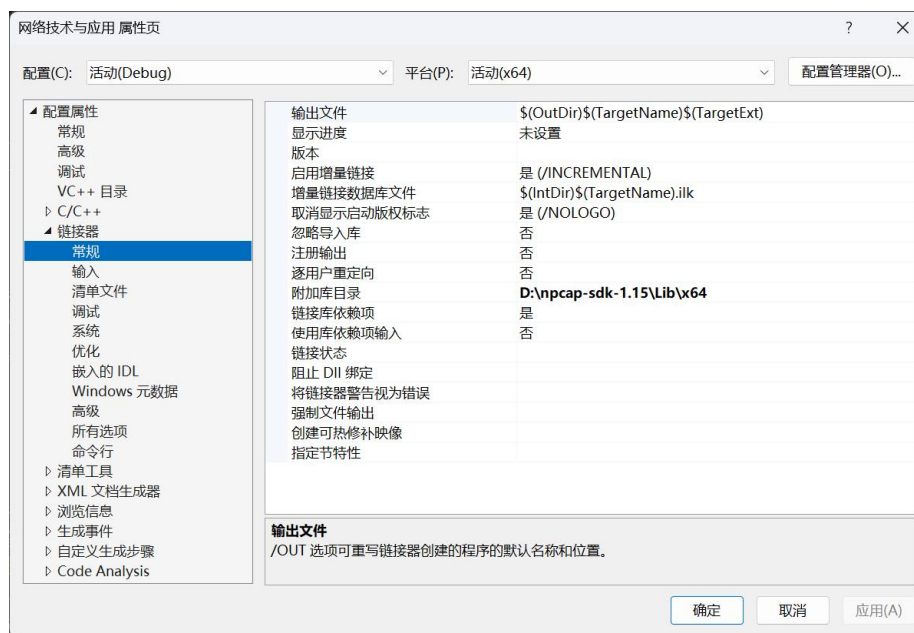 网络技术与应用 属性页 ?
配置(C): 活动(Debug) 平台(P): 活动(x64) 配置管理器(O)...
配置属性
常规
高级
调试
VC++ 目录
C/C++
链接器
常规
输入
清单文件
调试
系统
优化
嵌入的 IDL
Windows 元数据
高级
所有选项
命令行
清单工具
XML 文档生成器
浏览信息
生成事件
自定义生成步骤
Code Analysis
输出文件 $(OutDir)$(TargetName)$(TargetExt)
显示进度 未设置
版本
启用增量链接 是 (/INCREMENTAL)
增量链接数据库文件 $(IntDir)$(TargetName).ilk
取消显示启动版权标志 是 (/NOLOGO)
忽略导入库 否
注册输出 否
逐用户重定向 否
附加库目录 D:\npcap-sdk-1.15\Lib\x64
链接库依赖项 是
使用库依赖项输入 否
链接状态
阻止 Dll 绑定
将链接器警告视为错误
强制文件输出
创建可热修补映像
指定节特性
输出文件
/OUT 选项可重写链接器创建的程序的默认名称和位置。
确定 取消 应用(A)